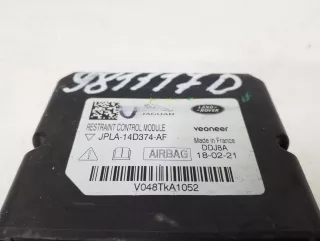 989997D
JAGUAR
LAND ROVER
RESTRAINT CONTROL MODULE
veoneer
JPLA-14D374-AF
Made in France
DDJ8A
AIRBAG
18-02-21
V048TkA1052